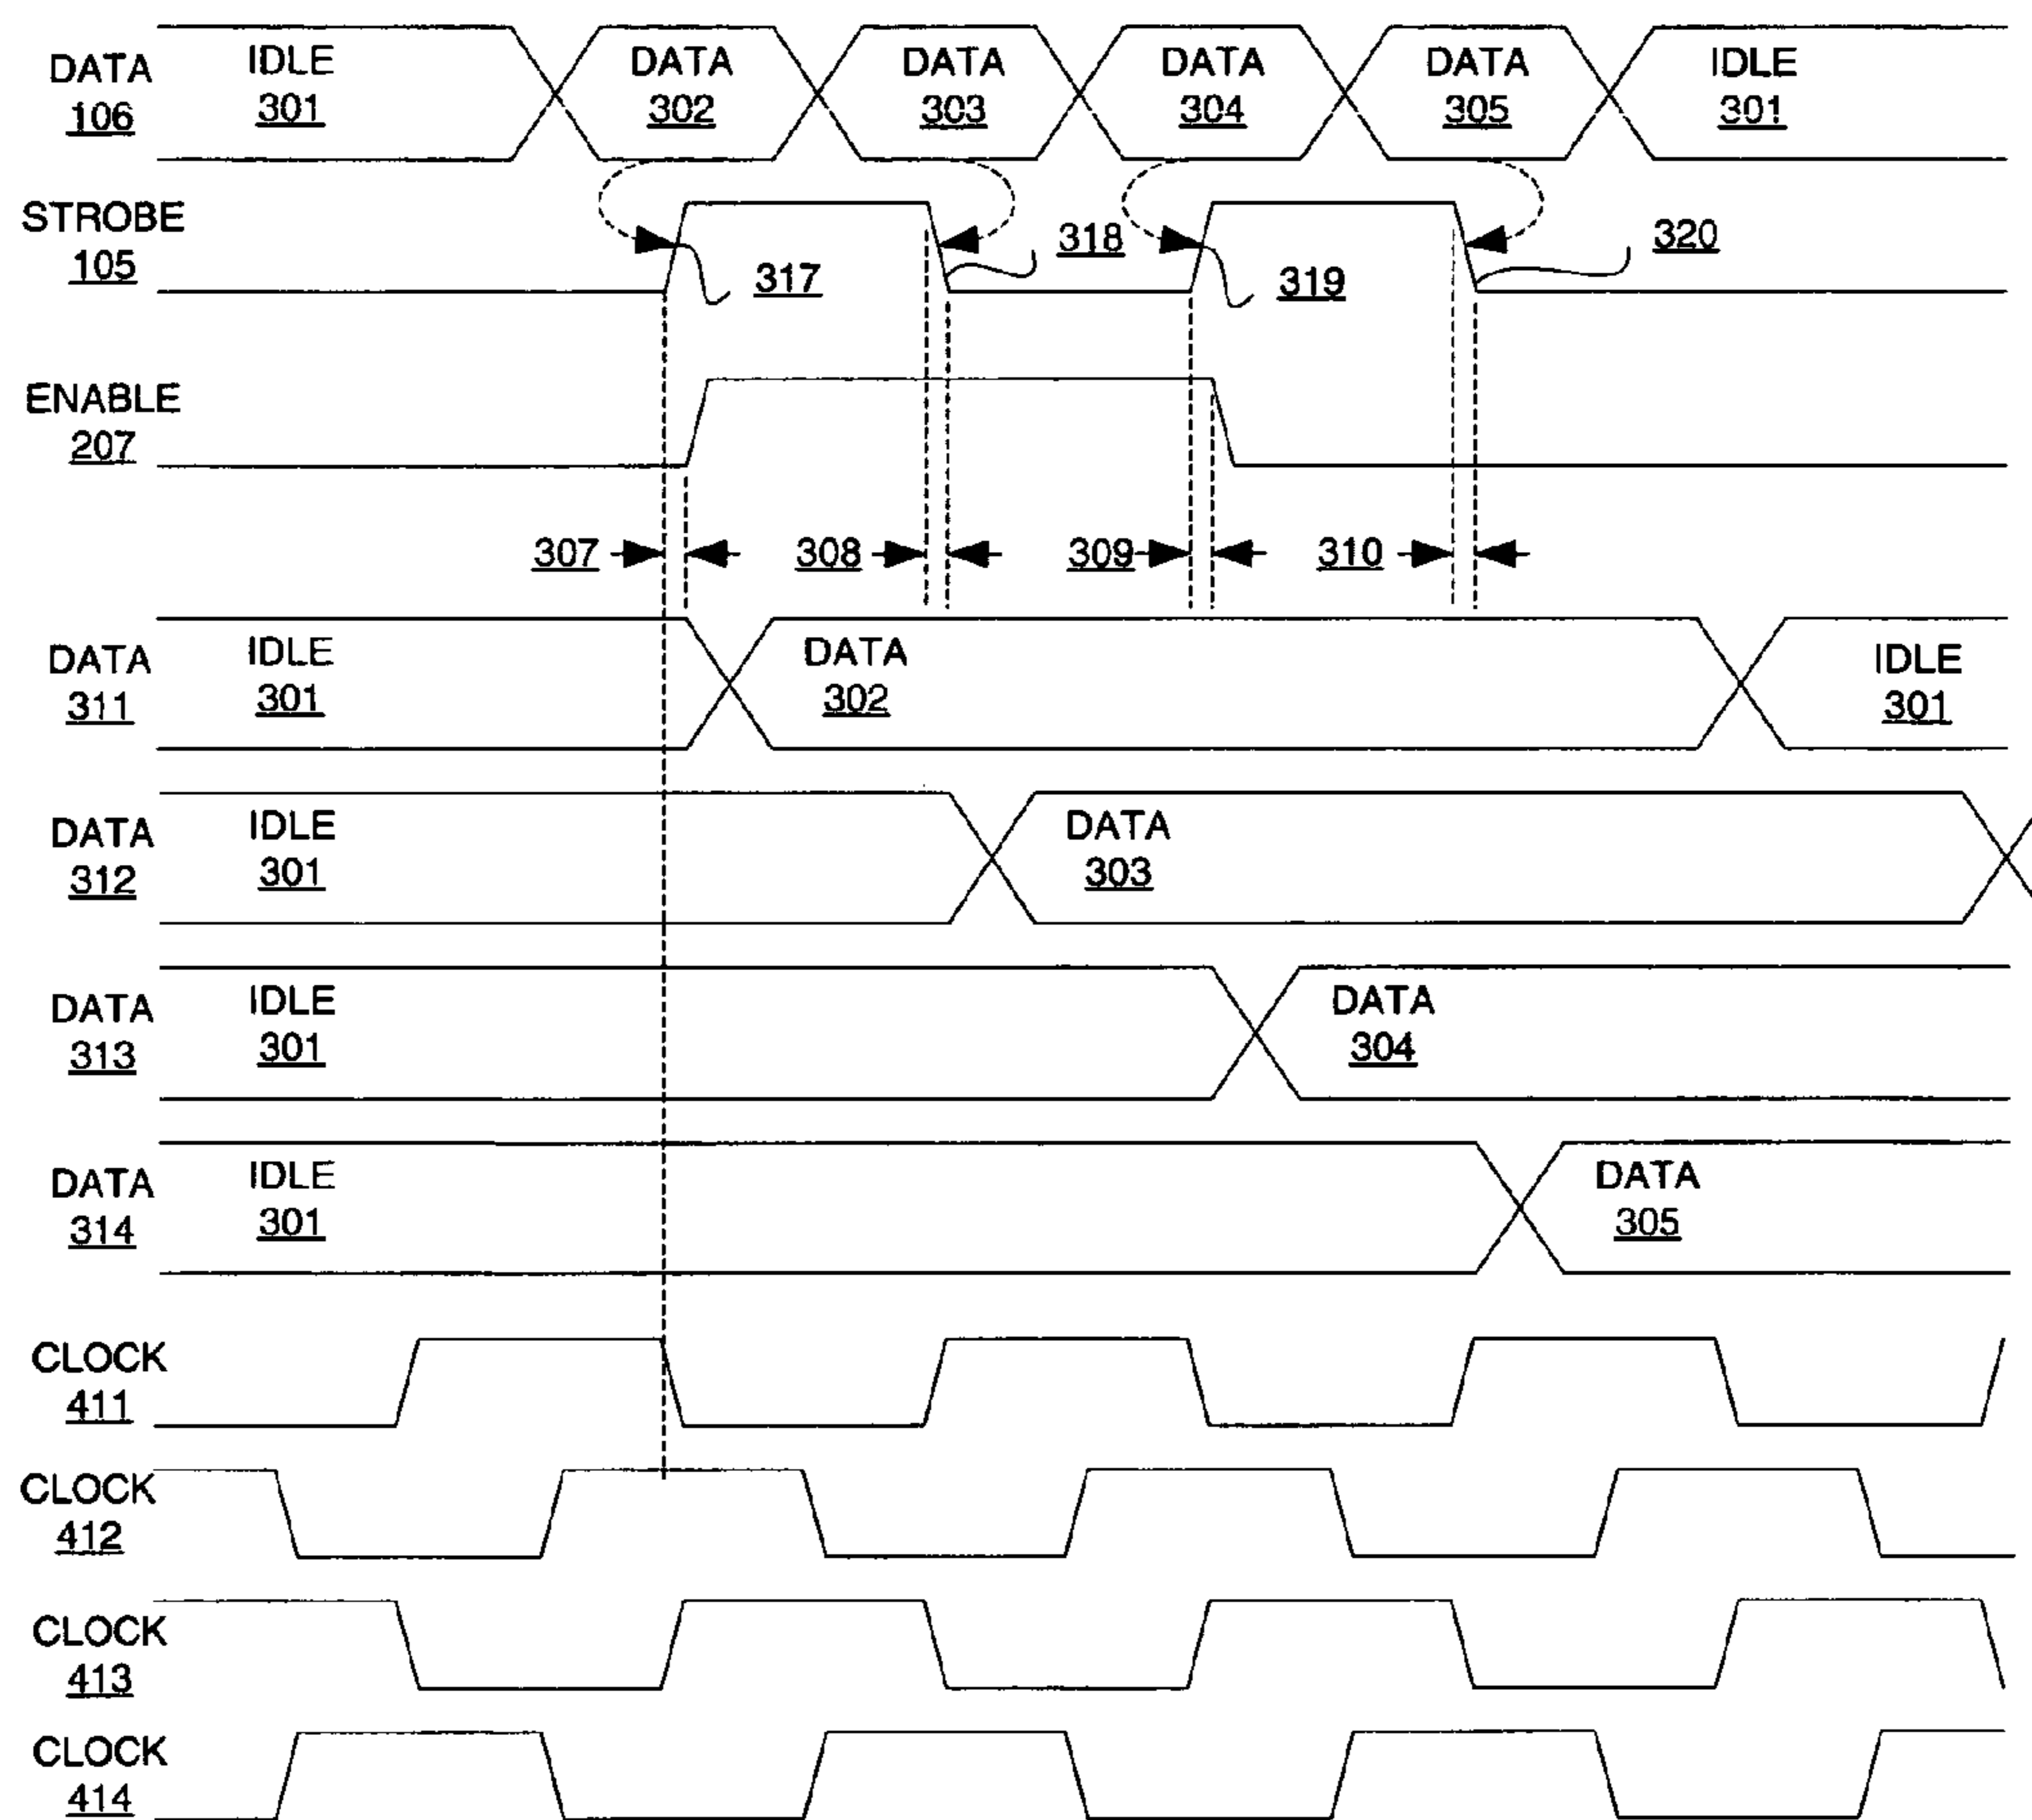 DATA
106
IDLE
301
DATA
302
DATA
303
DATA
304
DATA
305
IDLE
301
STROBE
105
317
318
319
320
ENABLE
207
307
308
309
310
DATA
311
IDLE
301
DATA
302
IDLE
301
DATA
312
IDLE
301
DATA
303
DATA
313
IDLE
301
DATA
304
DATA
314
IDLE
301
DATA
305
CLOCK
411
CLOCK
412
CLOCK
413
CLOCK
414